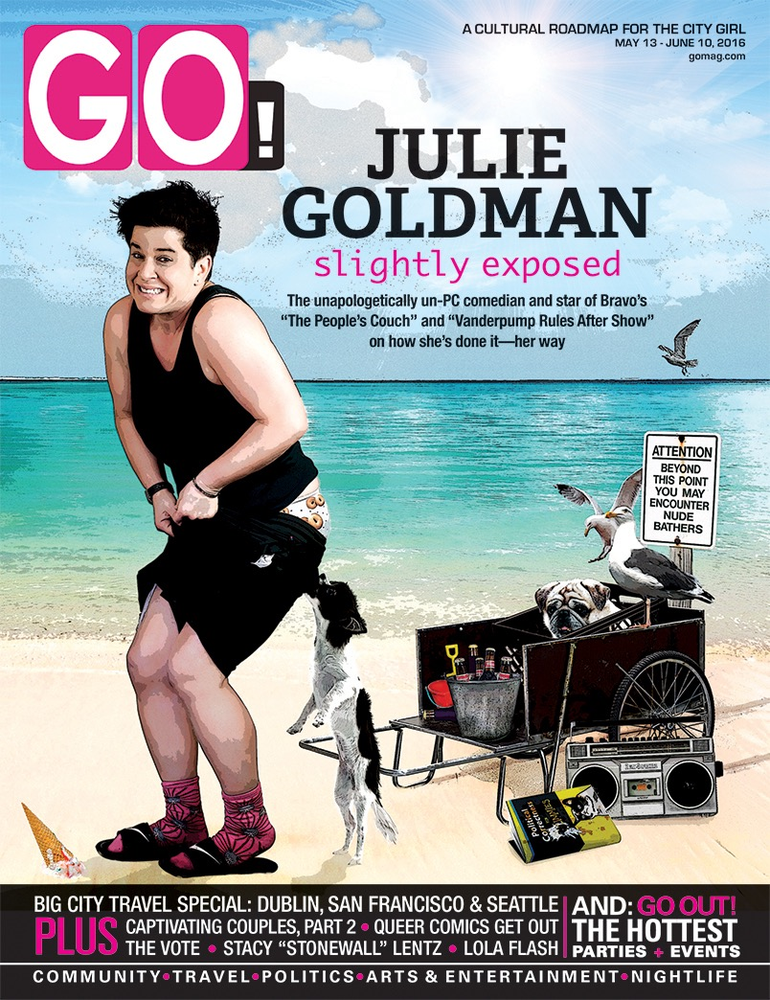 A CULTURAL ROADMAP FOR THE CITY GIRL
MAY 13 - JUNE 10, 2016
gomag.com
GO!
JULIE
GOLDMAN
slightly exposed
The unapologetically un-PC comedian and star of Bravo’s
“The People’s Couch” and “Vanderpump Rules After Show”
on how she’s done it—her way
ATTENTION
BEYOND
THIS POINT
YOU MAY
ENCOUNTER
NUDE
BATHERS
Political
Correctness
FOR
BIG CITY TRAVEL SPECIAL: DUBLIN, SAN FRANCISCO & SEATTLE
PLUS
CAPTIVATING COUPLES, PART 2 • QUEER COMICS GET OUT
THE VOTE • STACY “STONEWALL” LENTZ • LOLA FLASH
AND: GO OUT!
THE HOTTEST
PARTIES + EVENTS
COMMUNITY•TRAVEL•POLITICS•ARTS & ENTERTAINMENT•NIGHTLIFE